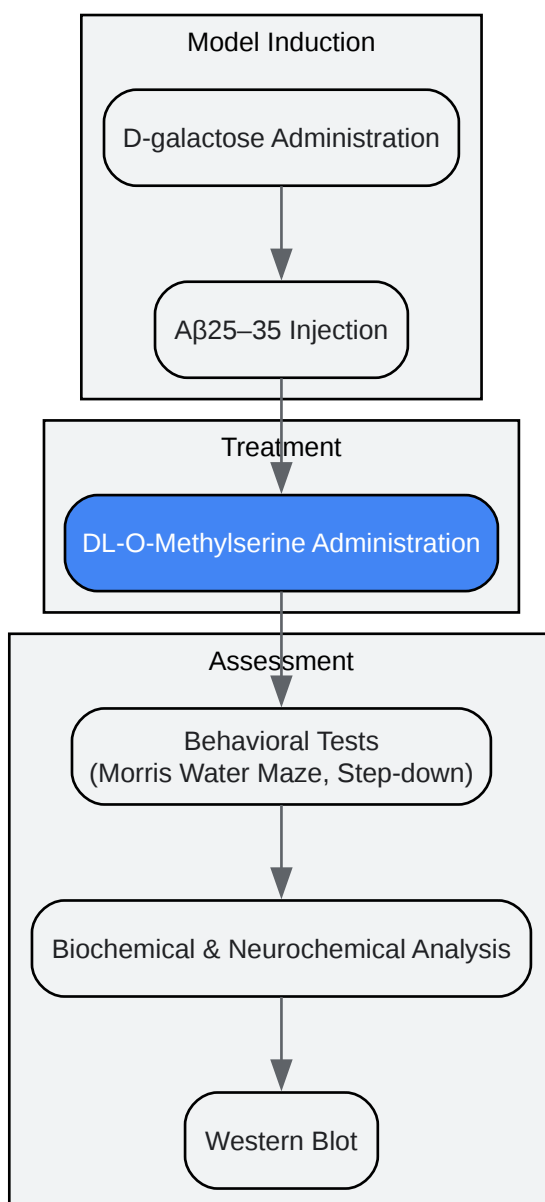 Model Induction
D-galactose Administration
Aβ25–35 Injection
Treatment
DL-O-Methylserine Administration
Assessment
Behavioral Tests
(Morris Water Maze, Step-down)
Biochemical & Neurochemical Analysis
Western Blot